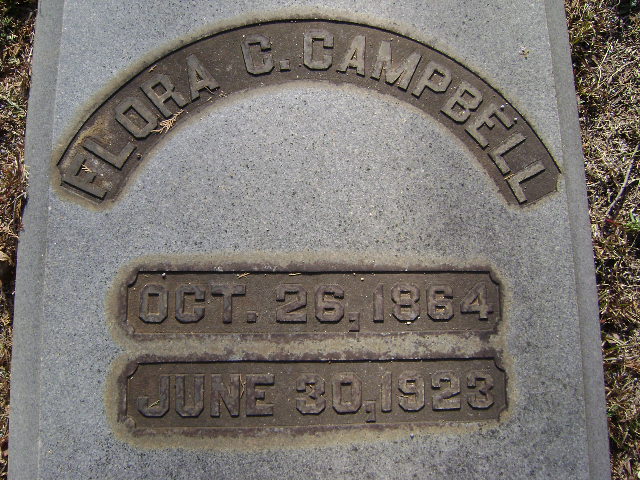 FLORA C. CAMPBELL
OCT. 26, 1864
JUNE 30, 1923